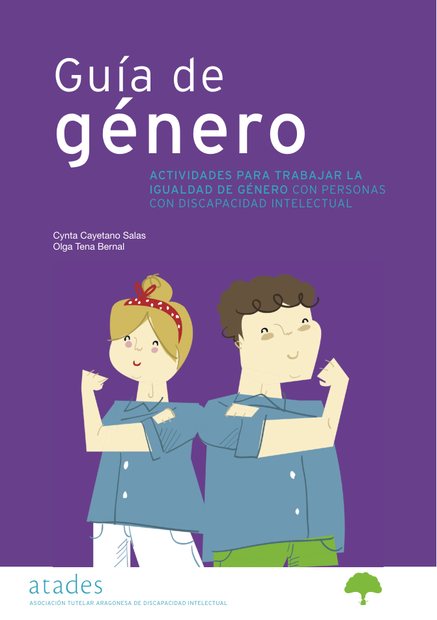 Guía de
género
ACTIVIDADES PARA TRABAJAR LA
IGUALDAD DE GÉNERO CON PERSONAS
CON DISCAPACIDAD INTELECTUAL
Cynta Cayetano Salas
Olga Tena Bernal
atades
ASOCIACIÓN TUTELAR ARAGONESA DE DISCAPACIDAD INTELECTUAL